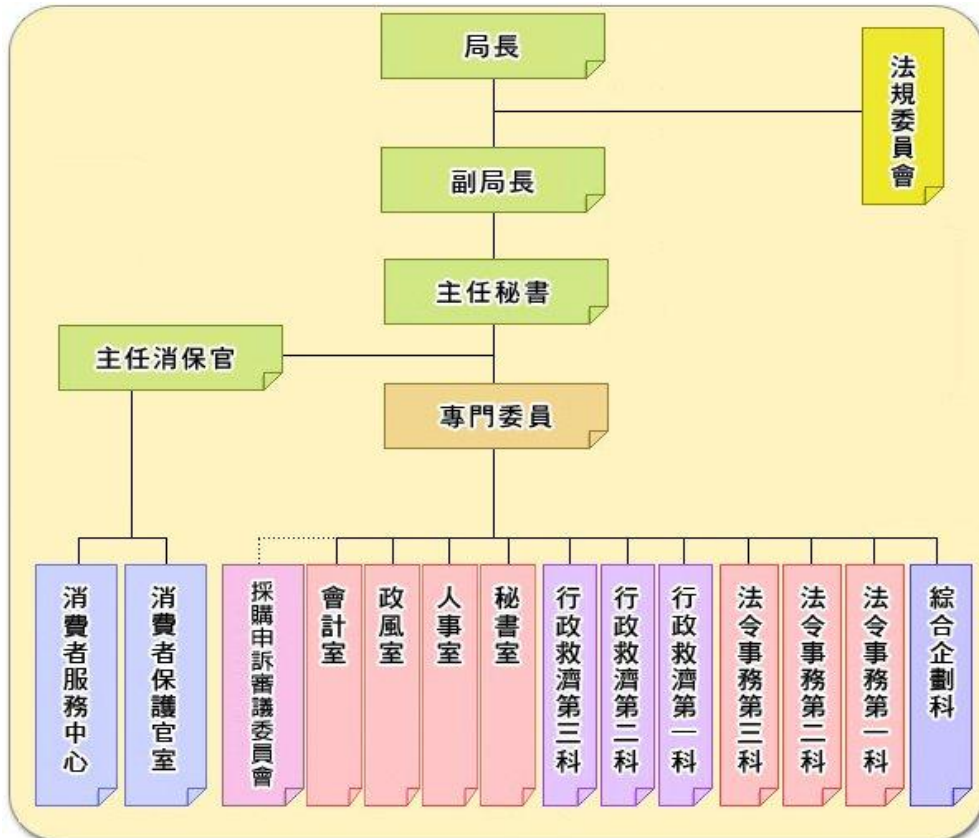 局長
法規委員會
副局長
主任秘書
主任消保官
專門委員
消費者服務中心
消費者保護官室
採購申訴審議委員會
會計室
政風室
人事室
秘書室
行政救濟第三科
行政救濟第二科
行政救濟第一科
法令事務第三科
法令事務第二科
法令事務第一科
綜合企劃科